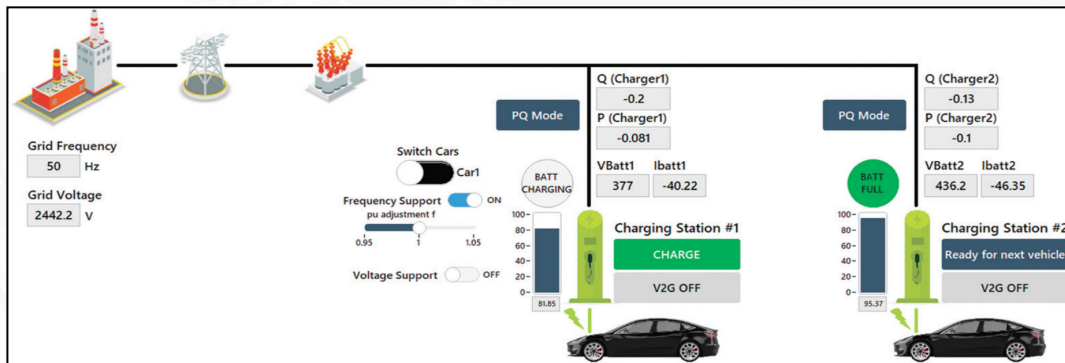 Grid Frequency
50 Hz
Grid Voltage
2442.2 V
Switch Cars
Car1
Frequency Support ON
pu adjustment f
0.95 1 1.05
Voltage Support OFF
PQ Mode
Q (Charger1)
-0.2
P (Charger1)
-0.081
VBatt1 Ibatt1
377 -40.22
BATT
CHARGING
100
80
60
40
20
0
81.85
Charging Station #1
CHARGE
V2G OFF
PQ Mode
Q (Charger2)
-0.13
P (Charger2)
-0.1
VBatt2 Ibatt2
436.2 -46.35
BATT
FULL
100
80
60
40
20
0
95.37
Charging Station #2
Ready for next vehicle
V2G OFF